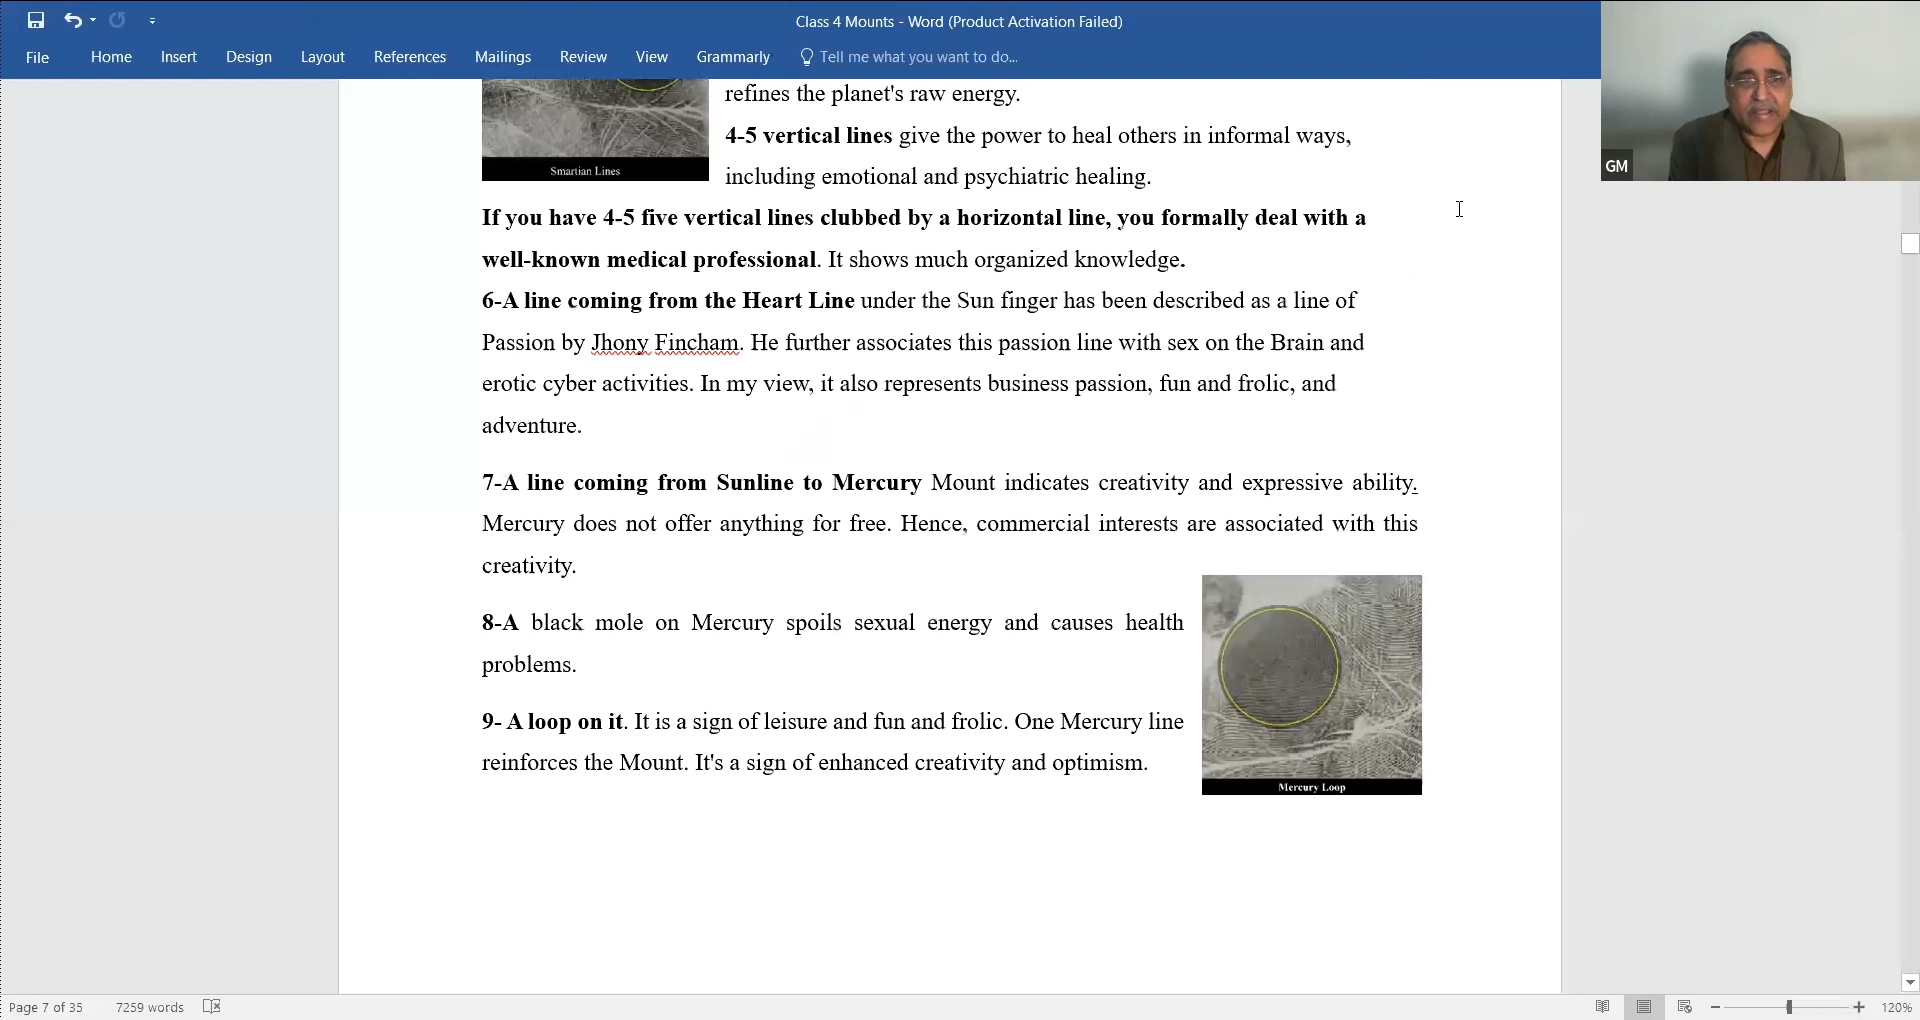 Class 4 Mounts - Word (Product Activation Failed)
File Home Insert Design Layout References Mailings Review View Grammarly Tell me what you want to do...
GM
refines the planet's raw energy.
4-5 vertical lines give the power to heal others in informal ways,
including emotional and psychiatric healing.
Smartian Lines
If you have 4-5 five vertical lines clubbed by a horizontal line, you formally deal with a
well-known medical professional. It shows much organized knowledge.
6-A line coming from the Heart Line under the Sun finger has been described as a line of
Passion by Jhony Fincham. He further associates this passion line with sex on the Brain and
erotic cyber activities. In my view, it also represents business passion, fun and frolic, and
adventure.
7-A line coming from Sunline to Mercury Mount indicates creativity and expressive ability.
Mercury does not offer anything for free. Hence, commercial interests are associated with this
creativity.
8-A black mole on Mercury spoils sexual energy and causes health
problems.
9- A loop on it. It is a sign of leisure and fun and frolic. One Mercury line
reinforces the Mount. It's a sign of enhanced creativity and optimism.
Mercury Loop
Page 7 of 35 7259 words 120%